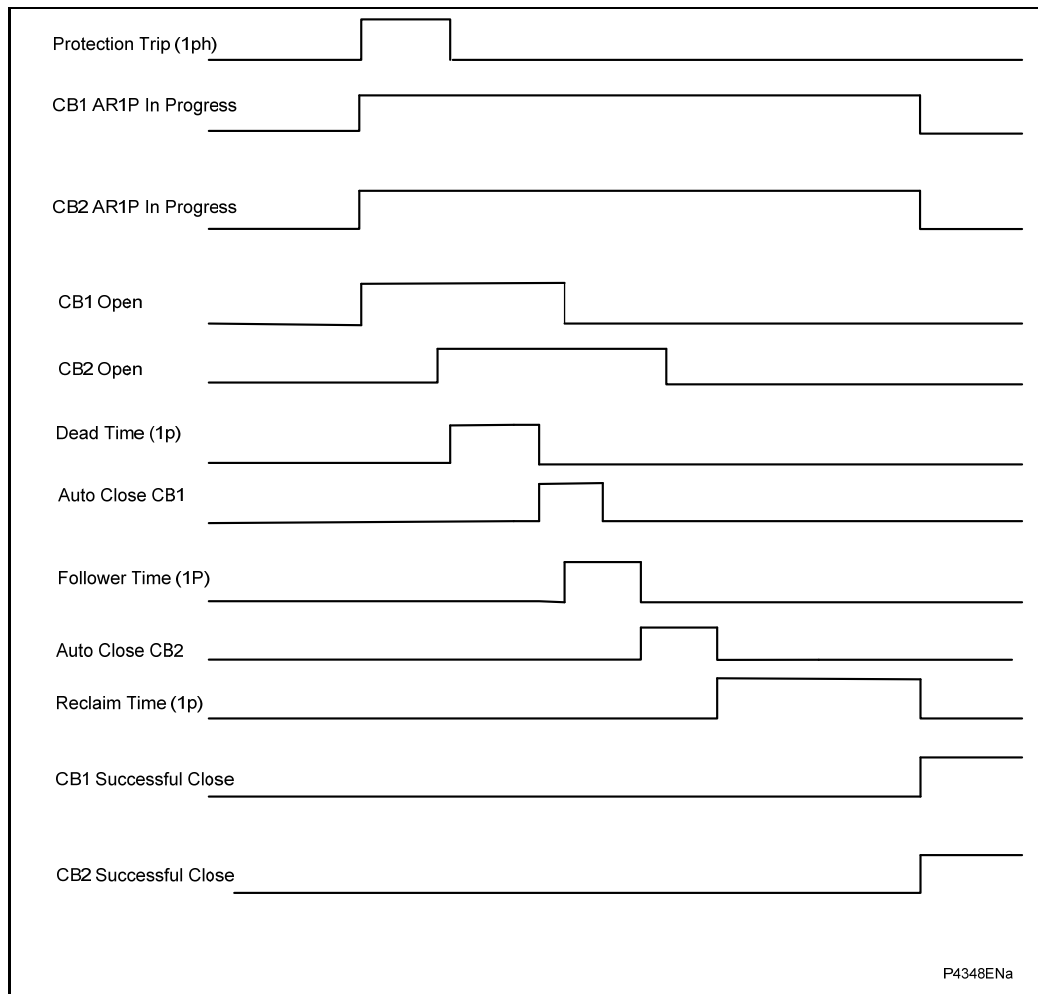 Protection Trip (1ph)
CB1 AR1P In Progress
CB2 AR1P In Progress
CB1 Open
CB2 Open
Dead Time (1p)
Auto Close CB1
Follower Time (1P)
Auto Close CB2
Reclaim Time (1p)
CB1 Successful Close
CB2 Successful Close
P4348ENa